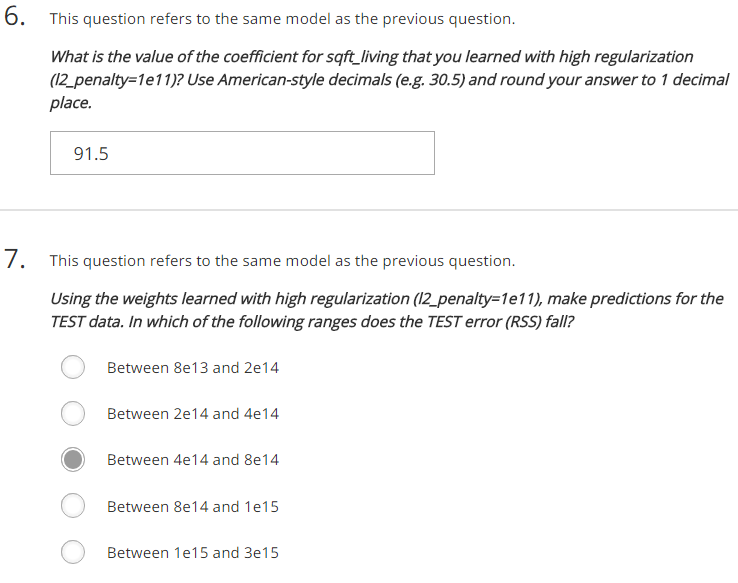 6. This question refers to the same model as the previous question.
What is the value of the coefficient for sqft_living that you learned with high regularization
(l2_penalty=1e11)? Use American-style decimals (e.g. 30.5) and round your answer to 1 decimal
place.
91.5
7. This question refers to the same model as the previous question.
Using the weights learned with high regularization (l2_penalty=1e11), make predictions for the
TEST data. In which of the following ranges does the TEST error (RSS) fall?
Between 8e13 and 2e14
Between 2e14 and 4e14
Between 4e14 and 8e14
Between 8e14 and 1e15
Between 1e15 and 3e15